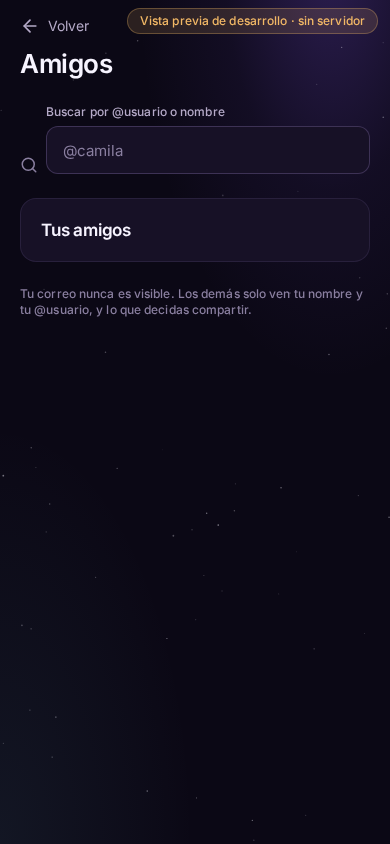 Volver
Vista previa de desarrollo · sin servidor
Amigos
Buscar por @usuario o nombre
@camila
Tus amigos
Tu correo nunca es visible. Los demás solo ven tu nombre y
tu @usuario, y lo que decidas compartir.